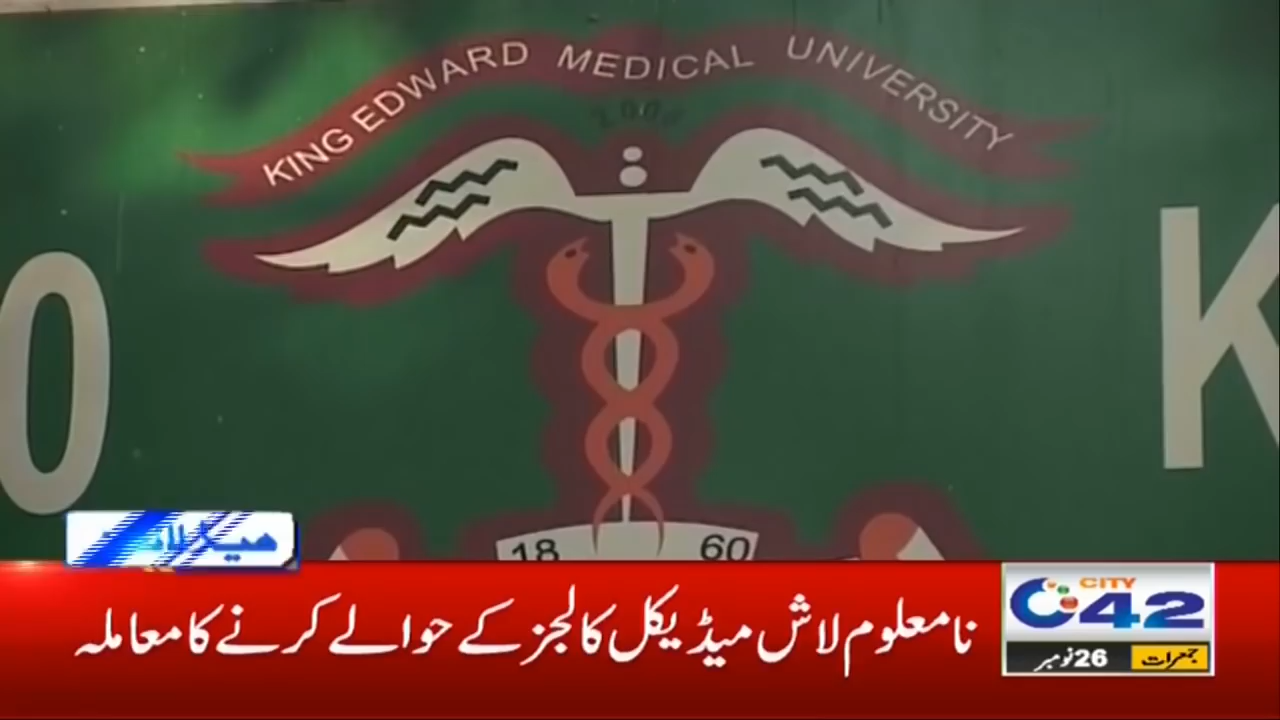 KING EDWARD MEDICAL UNIVERSITY
O
K
18 60
نامعلوم لاش میڈیکل کالجز کے حوالے کرنے کا معاملہ
CITY
42
جمعرات 26 نومبر